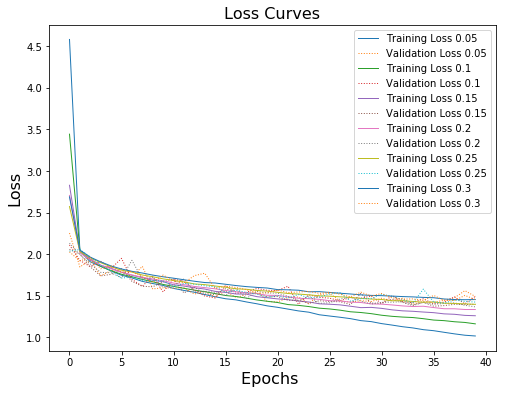 Loss Curves
Loss
4.5
4.0
3.5
3.0
2.5
2.0
1.5
1.0
Training Loss 0.05
Validation Loss 0.05
Training Loss 0.1
Validation Loss 0.1
Training Loss 0.15
Validation Loss 0.15
Training Loss 0.2
Validation Loss 0.2
Training Loss 0.25
Validation Loss 0.25
Training Loss 0.3
Validation Loss 0.3
0 5 10 15 20 25 30 35 40
Epochs